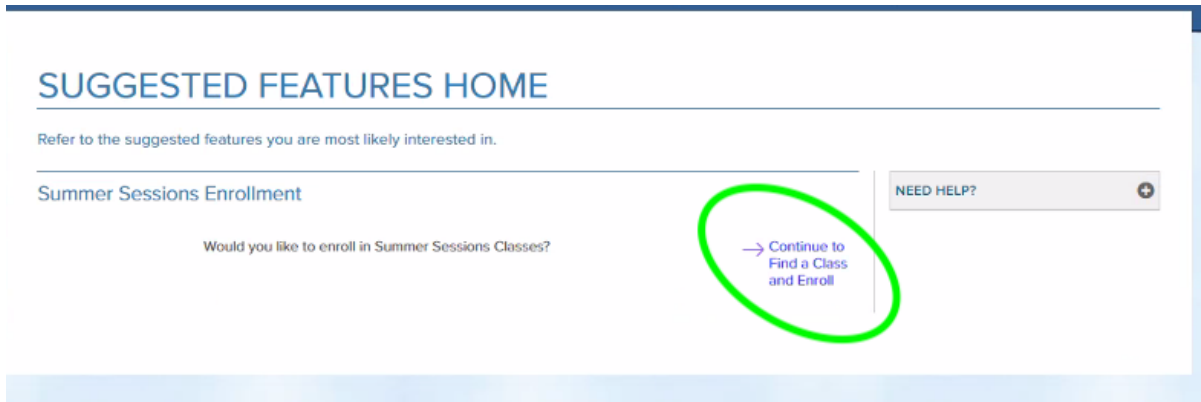 SUGGESTED FEATURES HOME
Refer to the suggested features you are most likely interested in.
Summer Sessions Enrollment
Would you like to enroll in Summer Sessions Classes?
Continue to
Find a Class
and Enroll
NEED HELP?